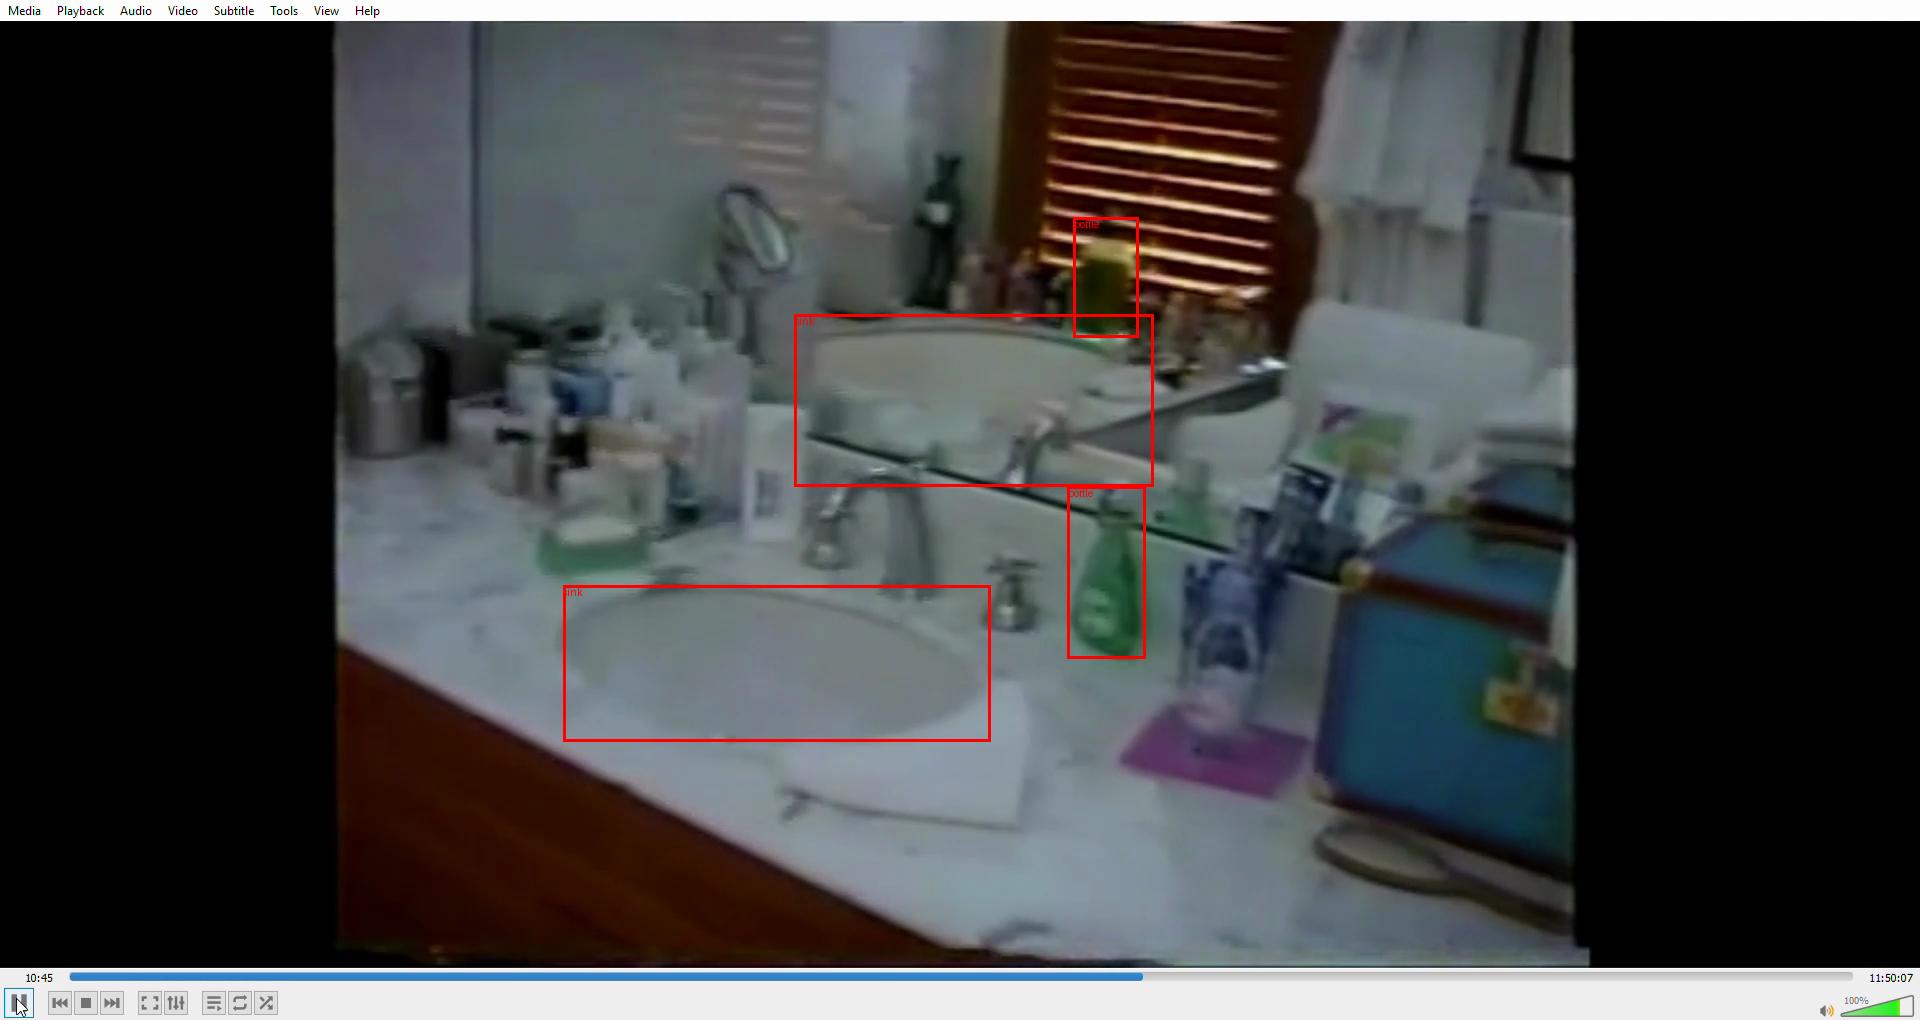 Media Playback Audio Video Subtitle Tools View Help
bottle
sink
bottle
sink
10:45
11:50:07
100%